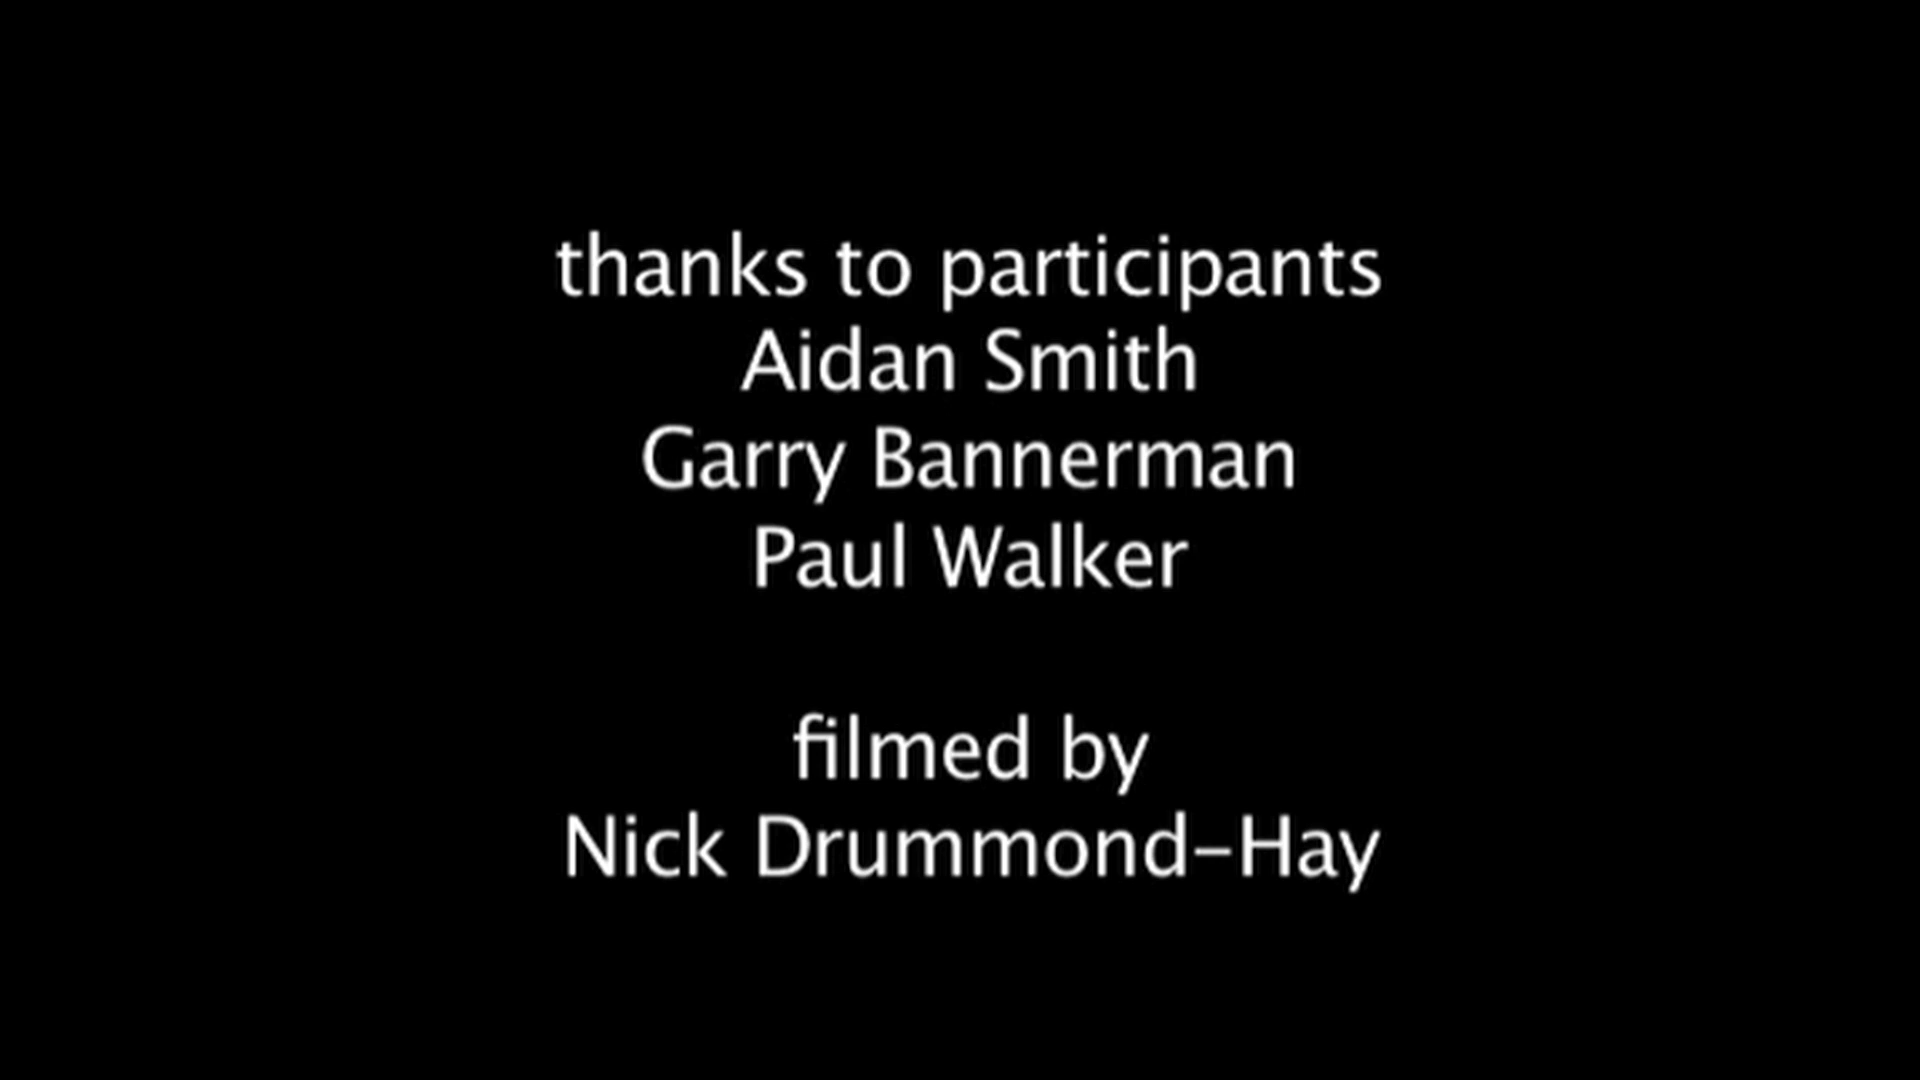 thanks to participants
Aidan Smith
Garry Bannerman
Paul Walker
filmed by
Nick Drummond-Hay